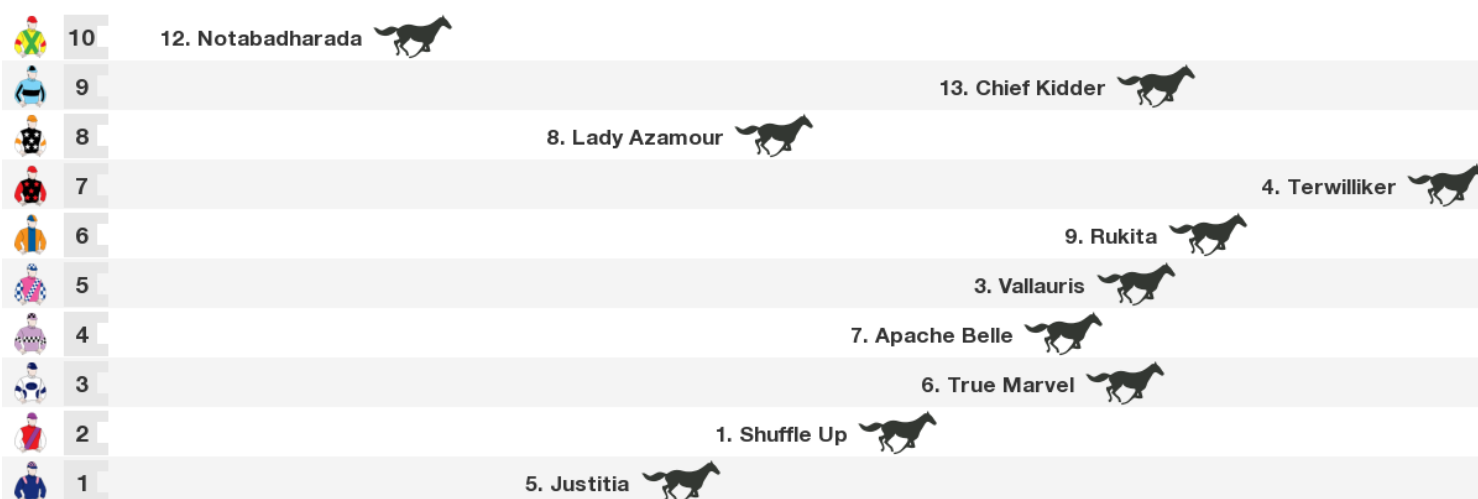 10 12. Notabadharada
9 13. Chief Kidder
8 8. Lady Azamour
7 4. Terwilliker
6 9. Rukita
5 3. Vallauris
4 7. Apache Belle
3 6. True Marvel
2 1. Shuffle Up
1 5. Justitia